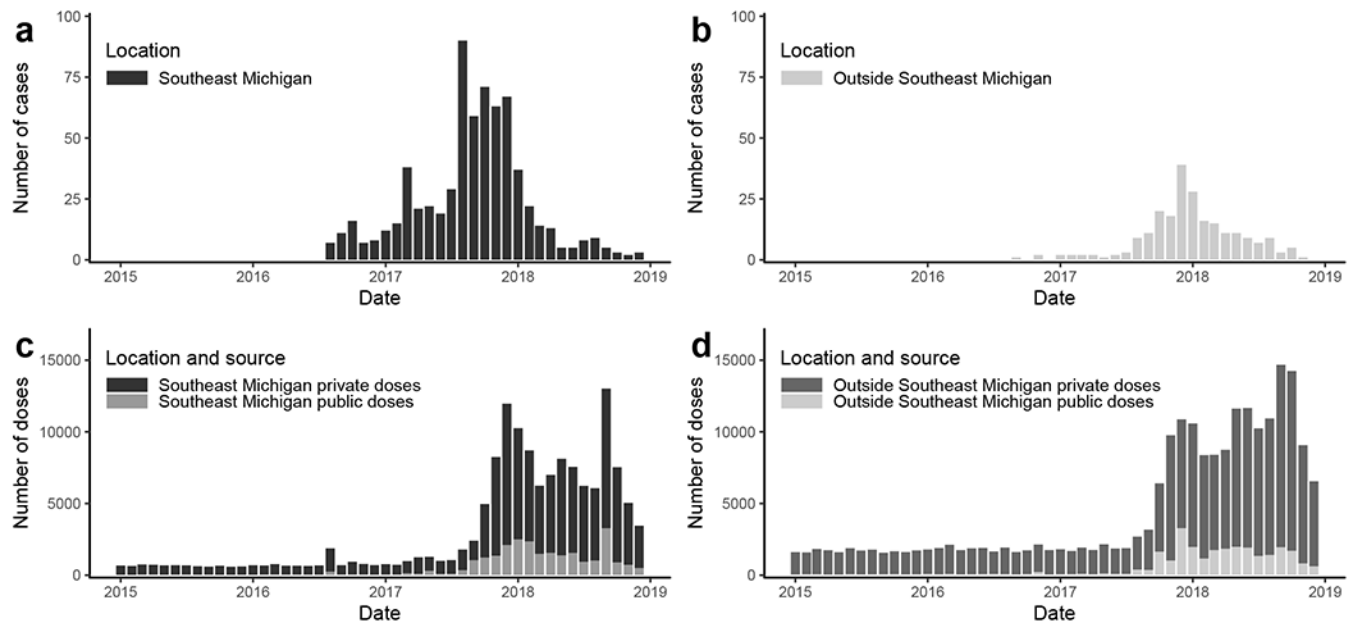 a
Location
Southeast Michigan
100
75
50
25
0
Number of cases
2015 2016 2017 2018 2019
Date
b
Location
Outside Southeast Michigan
100
75
50
25
0
Number of cases
2015 2016 2017 2018 2019
Date
c
Location and source
Southeast Michigan private doses
Southeast Michigan public doses
15000
10000
5000
0
Number of doses
2015 2016 2017 2018 2019
Date
d
Location and source
Outside Southeast Michigan private doses
Outside Southeast Michigan public doses
15000
10000
5000
0
Number of doses
2015 2016 2017 2018 2019
Date